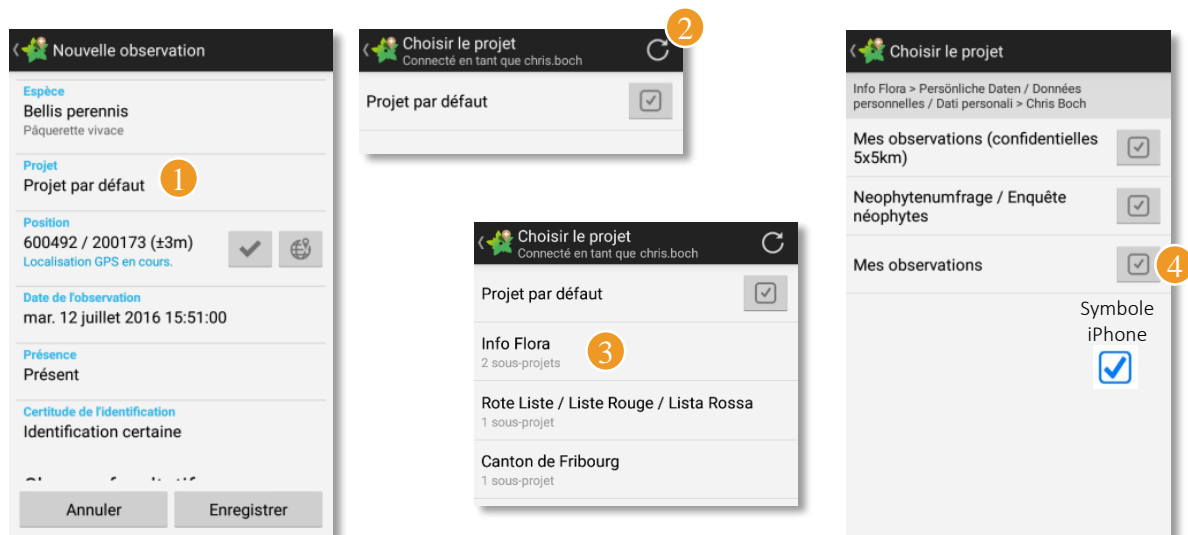 Nouvelle observation
Espèce
Bellis perennis
Pâquerette vivace
Projet
Projet par défaut
1
Position
600492 / 200173 (±3m)
Localisation GPS en cours.
Date de l'observation
mar. 12 juillet 2016 15:51:00
Présence
Présent
Certitude de l'identification
Identification certaine
Annuler
Enregistrer
2
Choisir le projet
Connecté en tant que chris.boch
Projet par défaut
Choisir le projet
Connecté en tant que chris.boch
Projet par défaut
Info Flora
2 sous-projets
3
Rote Liste / Liste Rouge / Lista Rossa
1 sous-projet
Canton de Fribourg
1 sous-projet
Choisir le projet
Info Flora > Persönliche Daten / Données
personnelles / Dati personali > Chris Boch
Mes observations (confidentielles
5x5km)
Neophytenumfrage / Enquête
néophytes
Mes observations
4
Symbole
iPhone